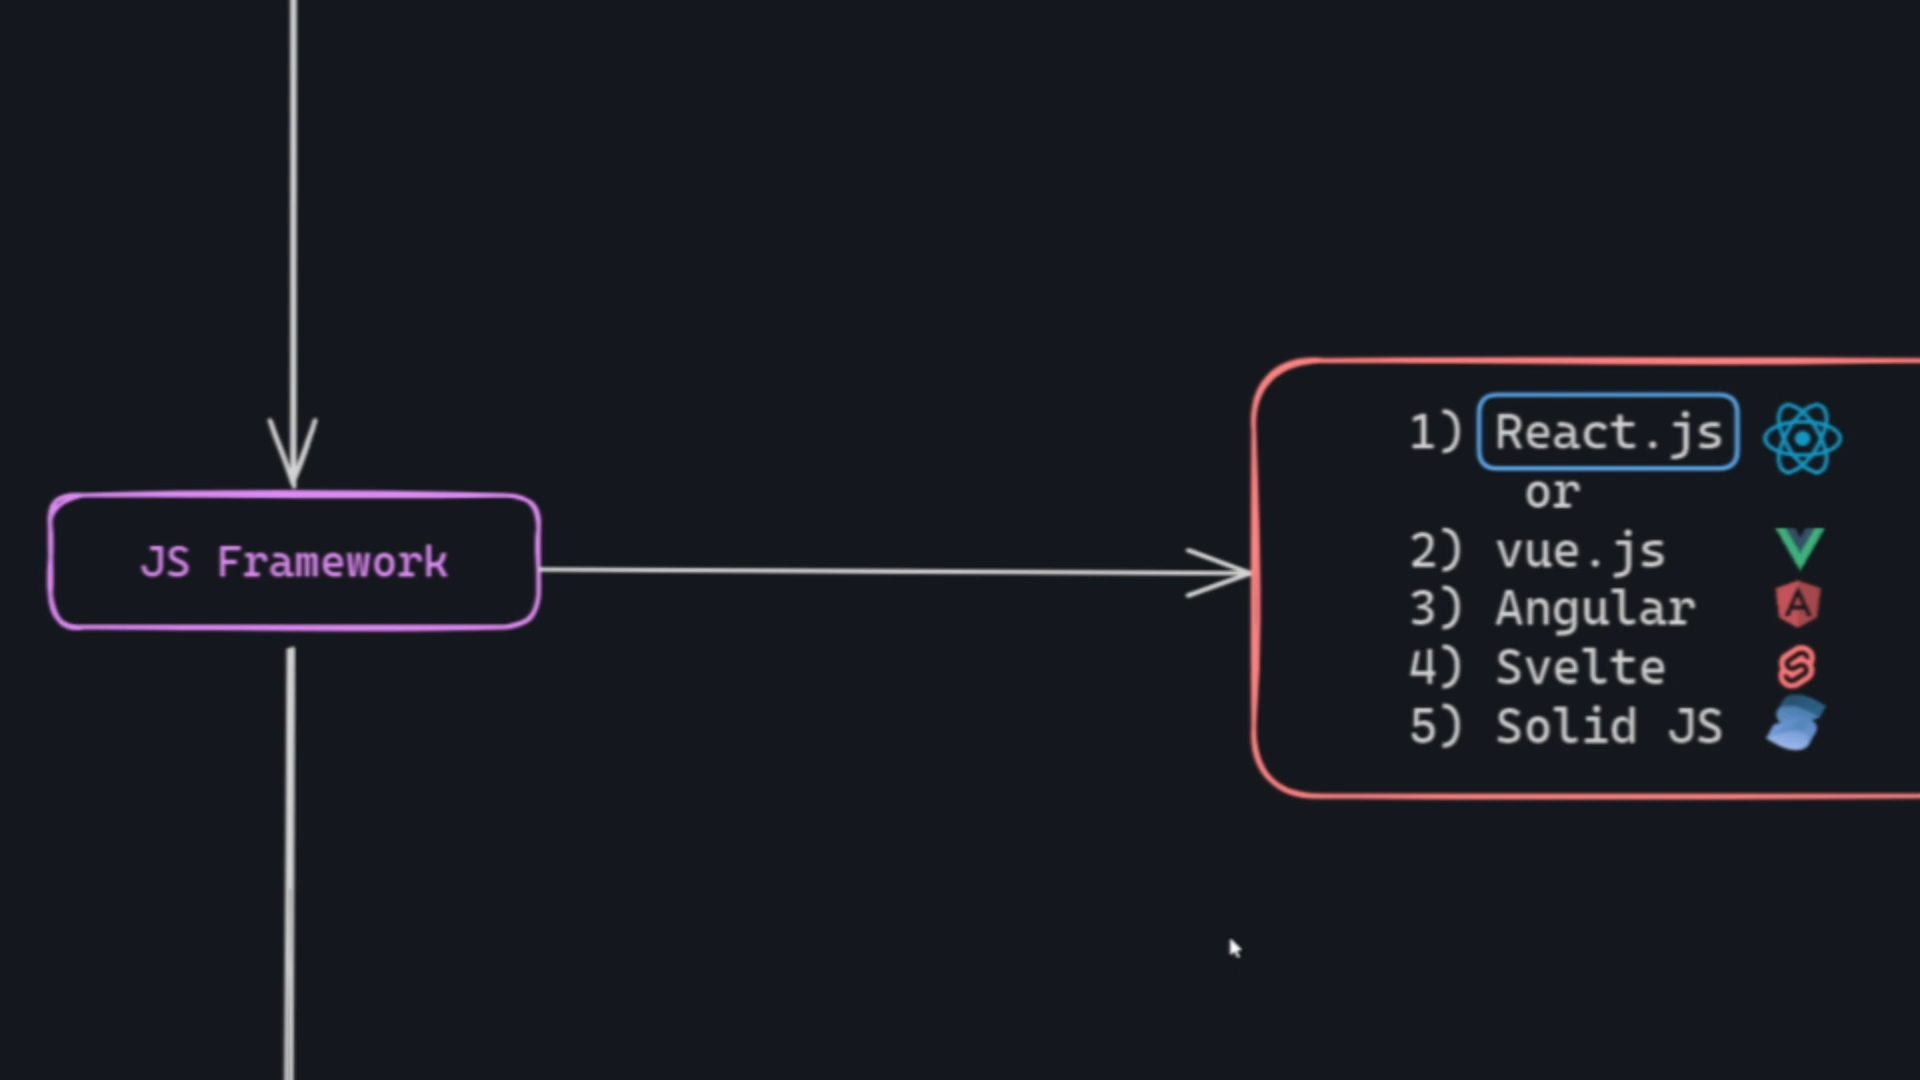 JS Framework
1) React.js
or
2) vue.js
3) Angular
4) Svelte
5) Solid JS